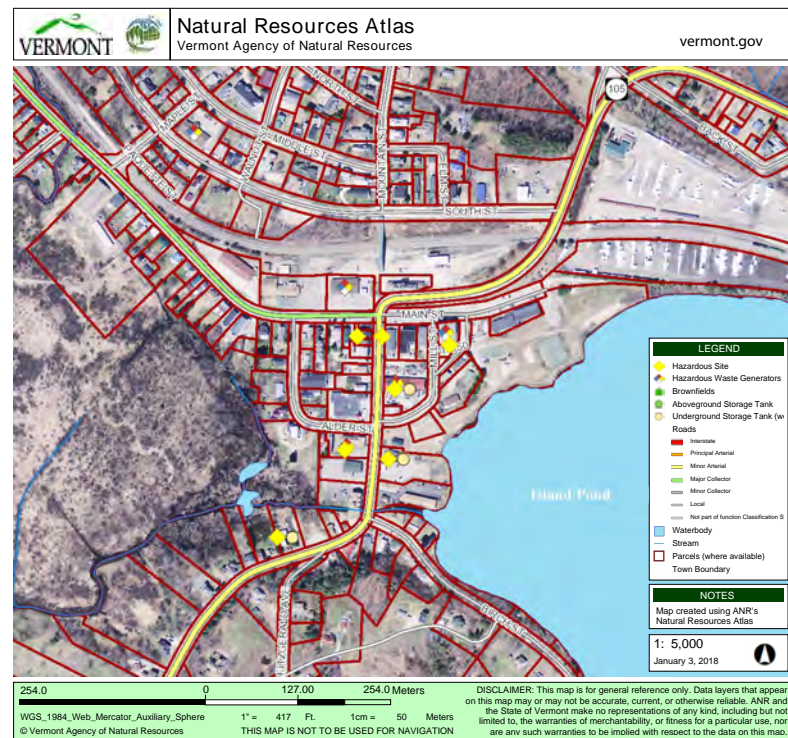 VERMONT
Natural Resources Atlas
Vermont Agency of Natural Resources
vermont.gov
NORTH ST
105
MAPLE ST
MIDDLE ST
MOUNTAIN ST
ELM ST
BACK ST
WALNUT
PAQUETTE ST
SOUTH ST
MAIN ST
MILL ST
ALDER ST
Island Pond
FITZGERALD AVE
BIRCH ST
LEGEND
Hazardous Site
Hazardous Waste Generators
Brownfields
Aboveground Storage Tank
Underground Storage Tank (w
Roads
Interstate
Principal Arterial
Minor Arterial
Major Collector
Minor Collector
Local
Not part of function Classification S
Waterbody
Stream
Parcels (where available)
Town Boundary
NOTES
Map created using ANR's
Natural Resources Atlas
1: 5,000
January 3, 2018
254.0 0 127.00 254.0 Meters
WGS_1984_Web_Mercator_Auxiliary_Sphere 1" = 417 Ft. 1cm = 50 Meters
© Vermont Agency of Natural Resources THIS MAP IS NOT TO BE USED FOR NAVIGATION
DISCLAIMER: This map is for general reference only. Data layers that appear
on this map may or may not be accurate, current, or otherwise reliable. ANR and
the State of Vermont make no representations of any kind, including but not
limited to, the warranties of merchantability, or fitness for a particular use, nor
are any such warranties to be implied with respect to the data on this map.